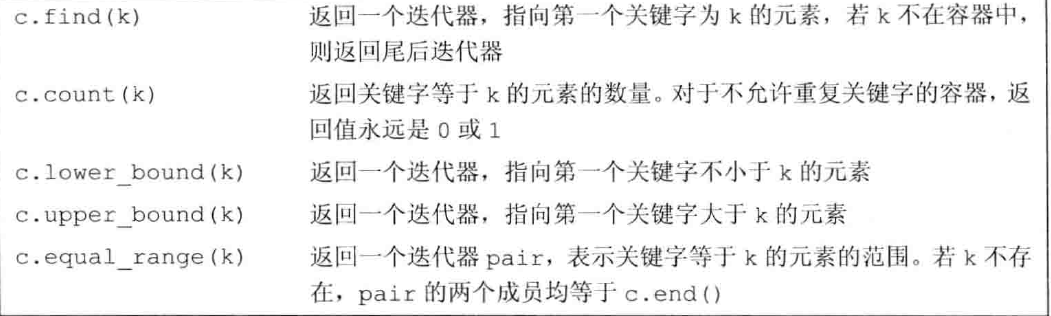 c.find(k) 返回一个迭代器，指向第一个关键字为 k 的元素，若 k 不在容器中，
则返回尾后迭代器
c.count(k) 返回关键字等于 k 的元素的数量。对于不允许重复关键字的容器，返
回值永远是 0 或 1
c.lower_bound(k) 返回一个迭代器，指向第一个关键字不小于 k 的元素
c.upper_bound(k) 返回一个迭代器，指向第一个关键字大于 k 的元素
c.equal_range(k) 返回一个迭代器 pair，表示关键字等于 k 的元素的范围。若 k 不存
在，pair 的两个成员均等于 c.end()